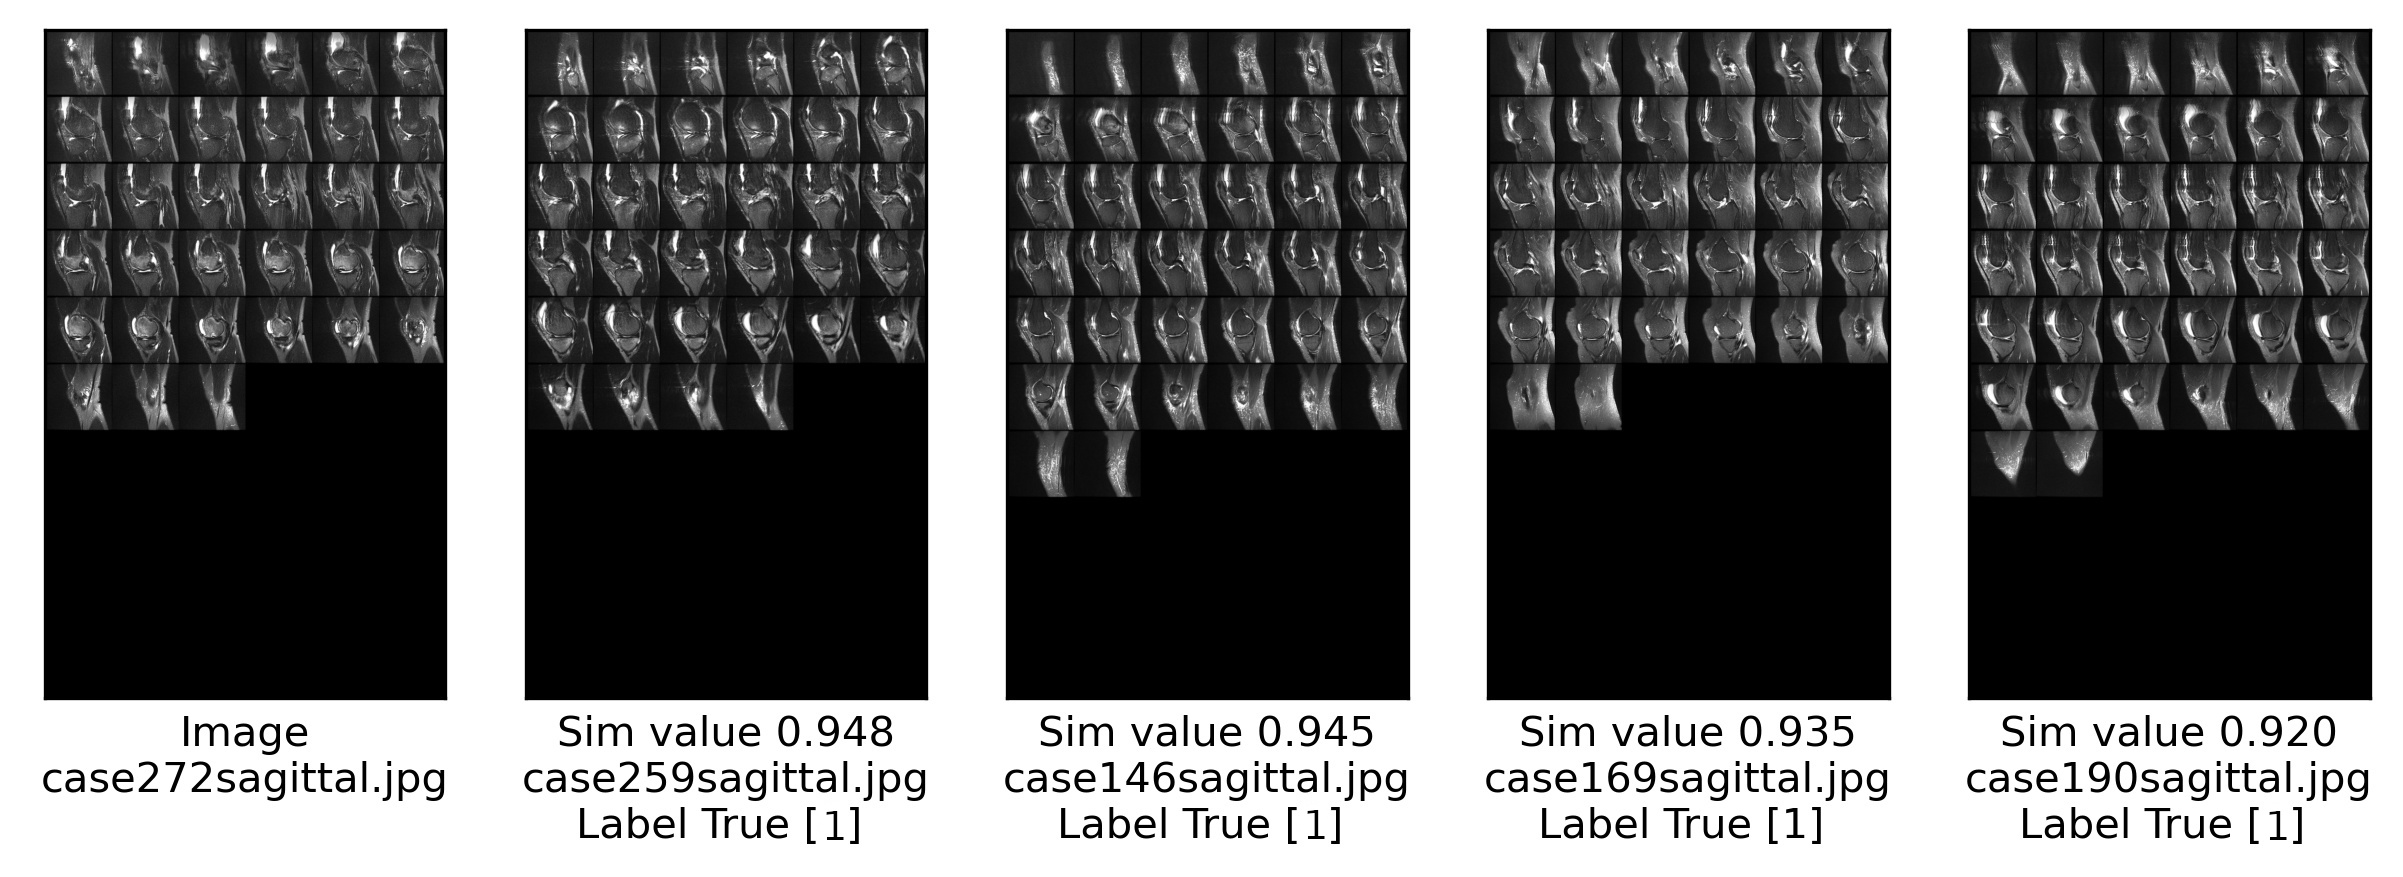 Image
case272sagittal.jpg
Sim value 0.948
case259sagittal.jpg
Label True [1]
Sim value 0.945
case146sagittal.jpg
Label True [1]
Sim value 0.935
case169sagittal.jpg
Label True [1]
Sim value 0.920
case190sagittal.jpg
Label True [1]